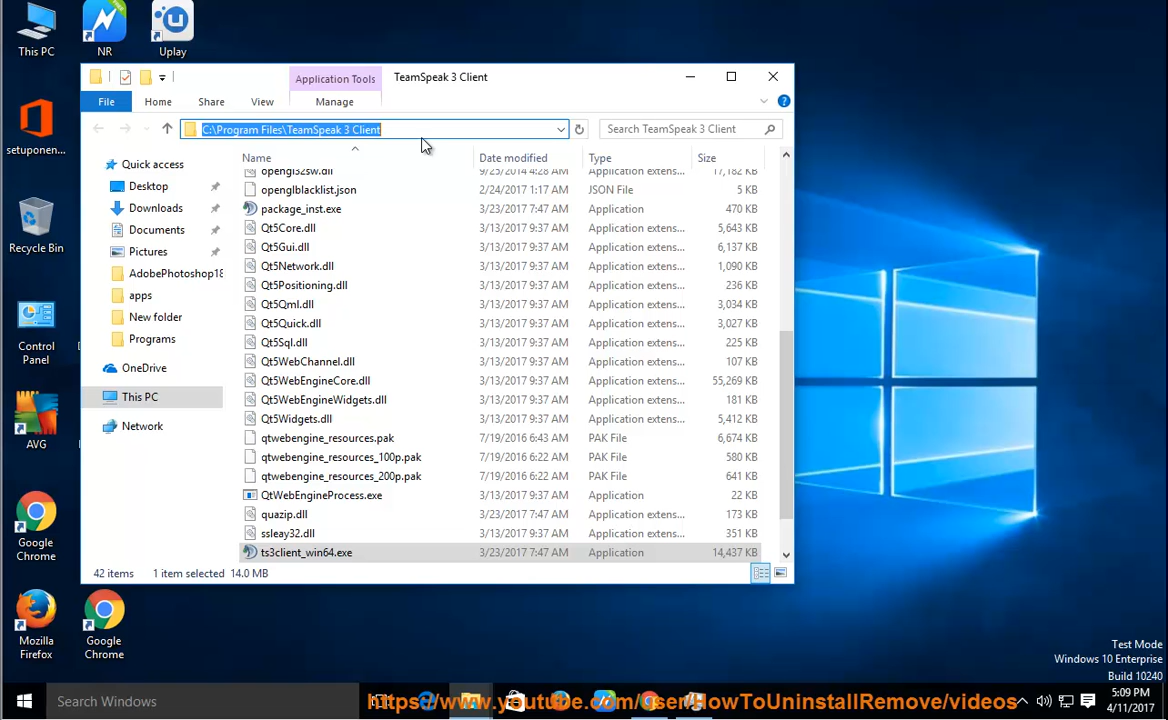 This PC
NR
Uplay
setuponen...
Recycle Bin
Control
Panel
AVG
Google
Chrome
Mozilla
Firefox
Google
Chrome
Application Tools
TeamSpeak 3 Client
File
Home
Share
View
Manage
C:\Program Files\TeamSpeak 3 Client
Search TeamSpeak 3 Client
Quick access
Desktop
Downloads
Documents
Pictures
AdobePhotoshop18
apps
New folder
Programs
OneDrive
This PC
Network
Name Date modified Type Size
opengl32sw.dll 9/25/2014 4:28 AM Application extens... 17,182 KB
openglblacklist.json 2/24/2017 1:17 AM JSON File 5 KB
package_inst.exe 3/23/2017 7:47 AM Application 470 KB
Qt5Core.dll 3/13/2017 9:37 AM Application extens... 5,643 KB
Qt5Gui.dll 3/13/2017 9:37 AM Application extens... 6,137 KB
Qt5Network.dll 3/13/2017 9:37 AM Application extens... 1,090 KB
Qt5Positioning.dll 3/13/2017 9:37 AM Application extens... 236 KB
Qt5Qml.dll 3/13/2017 9:37 AM Application extens... 3,034 KB
Qt5Quick.dll 3/13/2017 9:37 AM Application extens... 3,027 KB
Qt5Sql.dll 3/13/2017 9:37 AM Application extens... 225 KB
Qt5WebChannel.dll 3/13/2017 9:37 AM Application extens... 107 KB
Qt5WebEngineCore.dll 3/13/2017 9:37 AM Application extens... 55,269 KB
Qt5WebEngineWidgets.dll 3/13/2017 9:37 AM Application extens... 181 KB
Qt5Widgets.dll 3/13/2017 9:37 AM Application extens... 5,412 KB
qtwebengine_resources.pak 7/19/2016 6:43 AM PAK File 6,674 KB
qtwebengine_resources_100p.pak 7/19/2016 6:22 AM PAK File 580 KB
qtwebengine_resources_200p.pak 7/19/2016 6:22 AM PAK File 641 KB
QtWebEngineProcess.exe 3/13/2017 9:37 AM Application 22 KB
quazip.dll 3/23/2017 7:47 AM Application extens... 173 KB
ssleay32.dll 3/13/2017 9:37 AM Application extens... 351 KB
ts3client_win64.exe 3/23/2017 7:47 AM Application 14,437 KB
42 items 1 item selected 14.0 MB
Test Mode
Windows 10 Enterprise
Build 10240
Search Windows
https://www.youtube.com/user/HowToUninstallRemove/videos
5:09 PM
4/11/2017